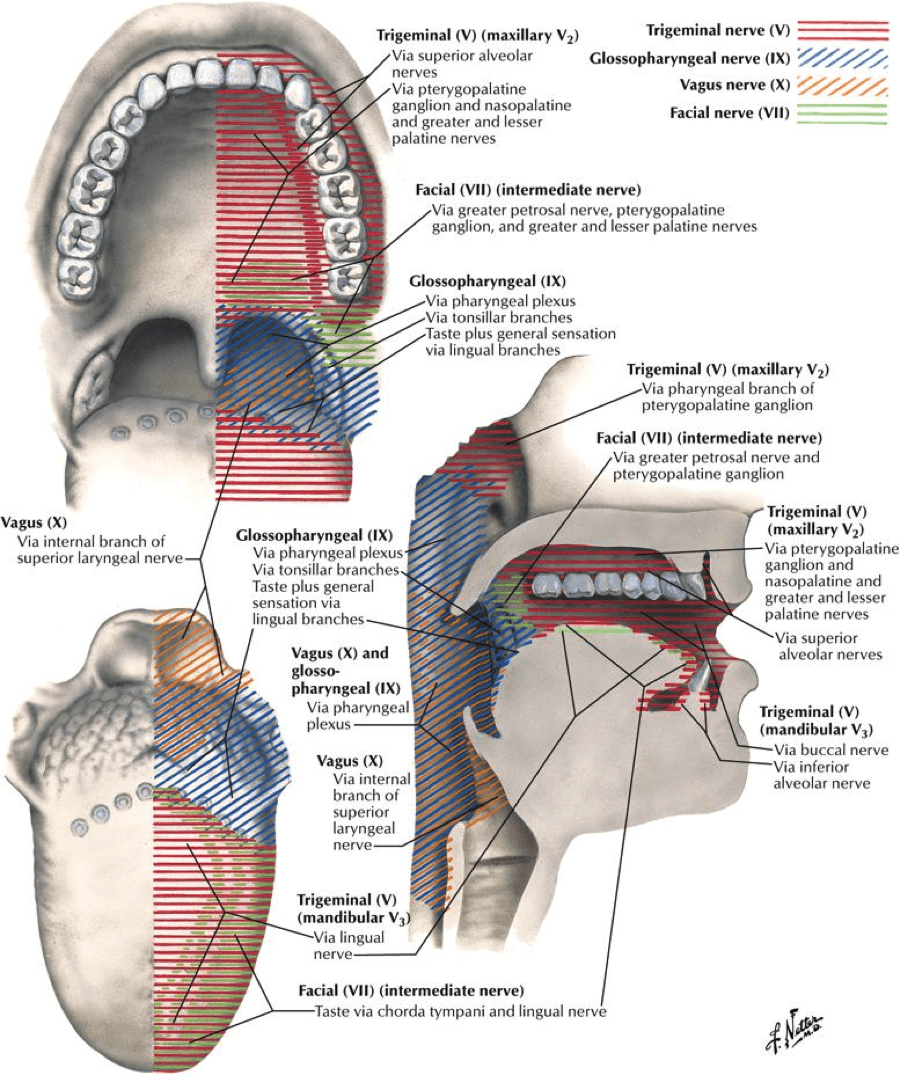 Trigeminal (V) (maxillary V2)
Via superior alveolar
nerves
Via pterygopalatine
ganglion and nasopalatine
and greater and lesser
palatine nerves
Trigeminal nerve (V)
Glossopharyngeal nerve (IX)
Vagus nerve (X)
Facial nerve (VII)
Facial (VII) (intermediate nerve)
Via greater petrosal nerve, pterygopalatine
ganglion, and greater and lesser palatine nerves
Glossopharyngeal (IX)
Via pharyngeal plexus
Via tonsillar branches
Taste plus general sensation
via lingual branches
Trigeminal (V) (maxillary V2)
Via pharyngeal branch of
pterygopalatine ganglion
Facial (VII) (intermediate nerve)
Via greater petrosal nerve and
pterygopalatine ganglion
Vagus (X)
Via internal branch of
superior laryngeal nerve
Glossopharyngeal (IX)
Via pharyngeal plexus
Via tonsillar branches
Taste plus general
sensation via
lingual branches
Trigeminal (V)
(maxillary V2)
Via pterygopalatine
ganglion and
nasopalatine and
greater and lesser
palatine nerves
Via superior
alveolar nerves
Vagus (X) and
glosso-
pharyngeal (IX)
Via pharyngeal
plexus
Trigeminal (V)
(mandibular V3)
Via buccal nerve
Via inferior
alveolar nerve
Vagus (X)
Via internal
branch of
superior
laryngeal
nerve
Trigeminal (V)
(mandibular V3)
Via lingual
nerve
Facial (VII) (intermediate nerve)
Taste via chorda tympani and lingual nerve
F. Netter
M.D.